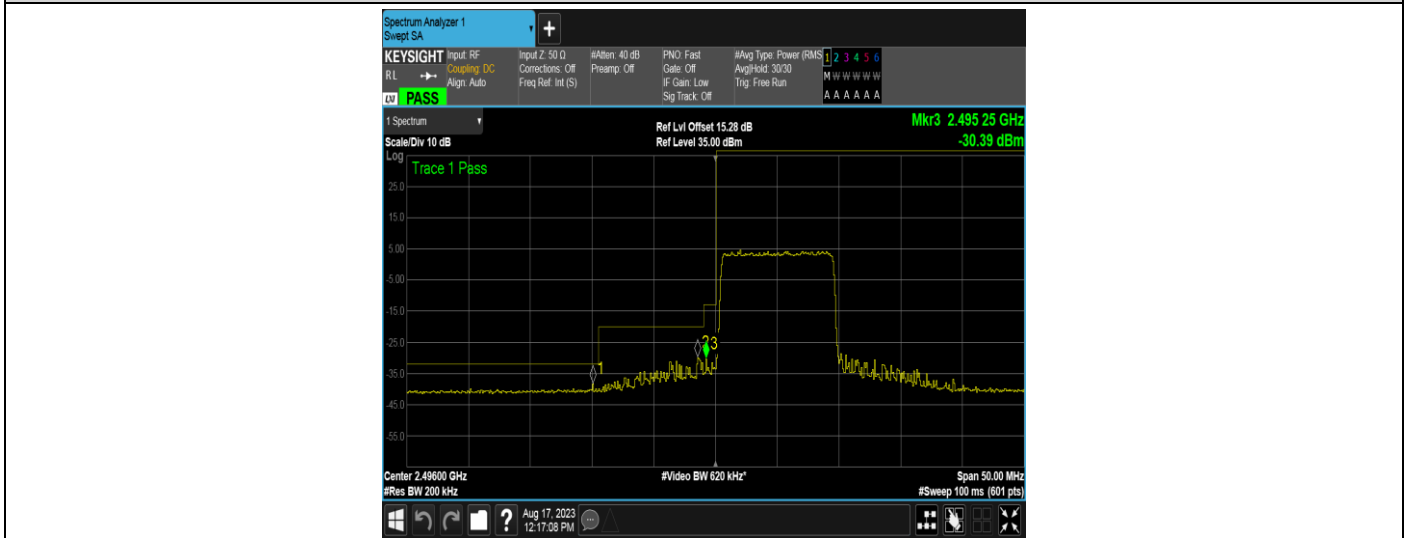 Spectrum Analyzer 1
Swept SA
+
KEYSIGHT Input: RF Input Z: 50 Ω #Atten: 40 dB PNO: Fast #Avg Type: Power (RMS 1 2 3 4 5 6
RL Coupling: DC Corrections: Off Preamp: Off Gate: Off Avg|Hold: 30/30 M W W W W W
Align: Auto Freq Ref: Int (S) IF Gain: Low Trig: Free Run
LXI PASS Sig Track: Off A A A A A A
1 Spectrum Ref Lvl Offset 15.28 dB Mkr3 2.495 25 GHz
Scale/Div 10 dB Ref Level 35.00 dBm -30.39 dBm
Log
Trace 1 Pass
25.0
15.0
5.00
-5.00
-15.0
-25.0
2 3
-35.0
1
-45.0
-55.0
Center 2.49600 GHz #Video BW 620 kHz* Span 50.00 MHz
#Res BW 200 kHz #Sweep 100 ms (601 pts)
? Aug 17, 2023
12:17:08 PM